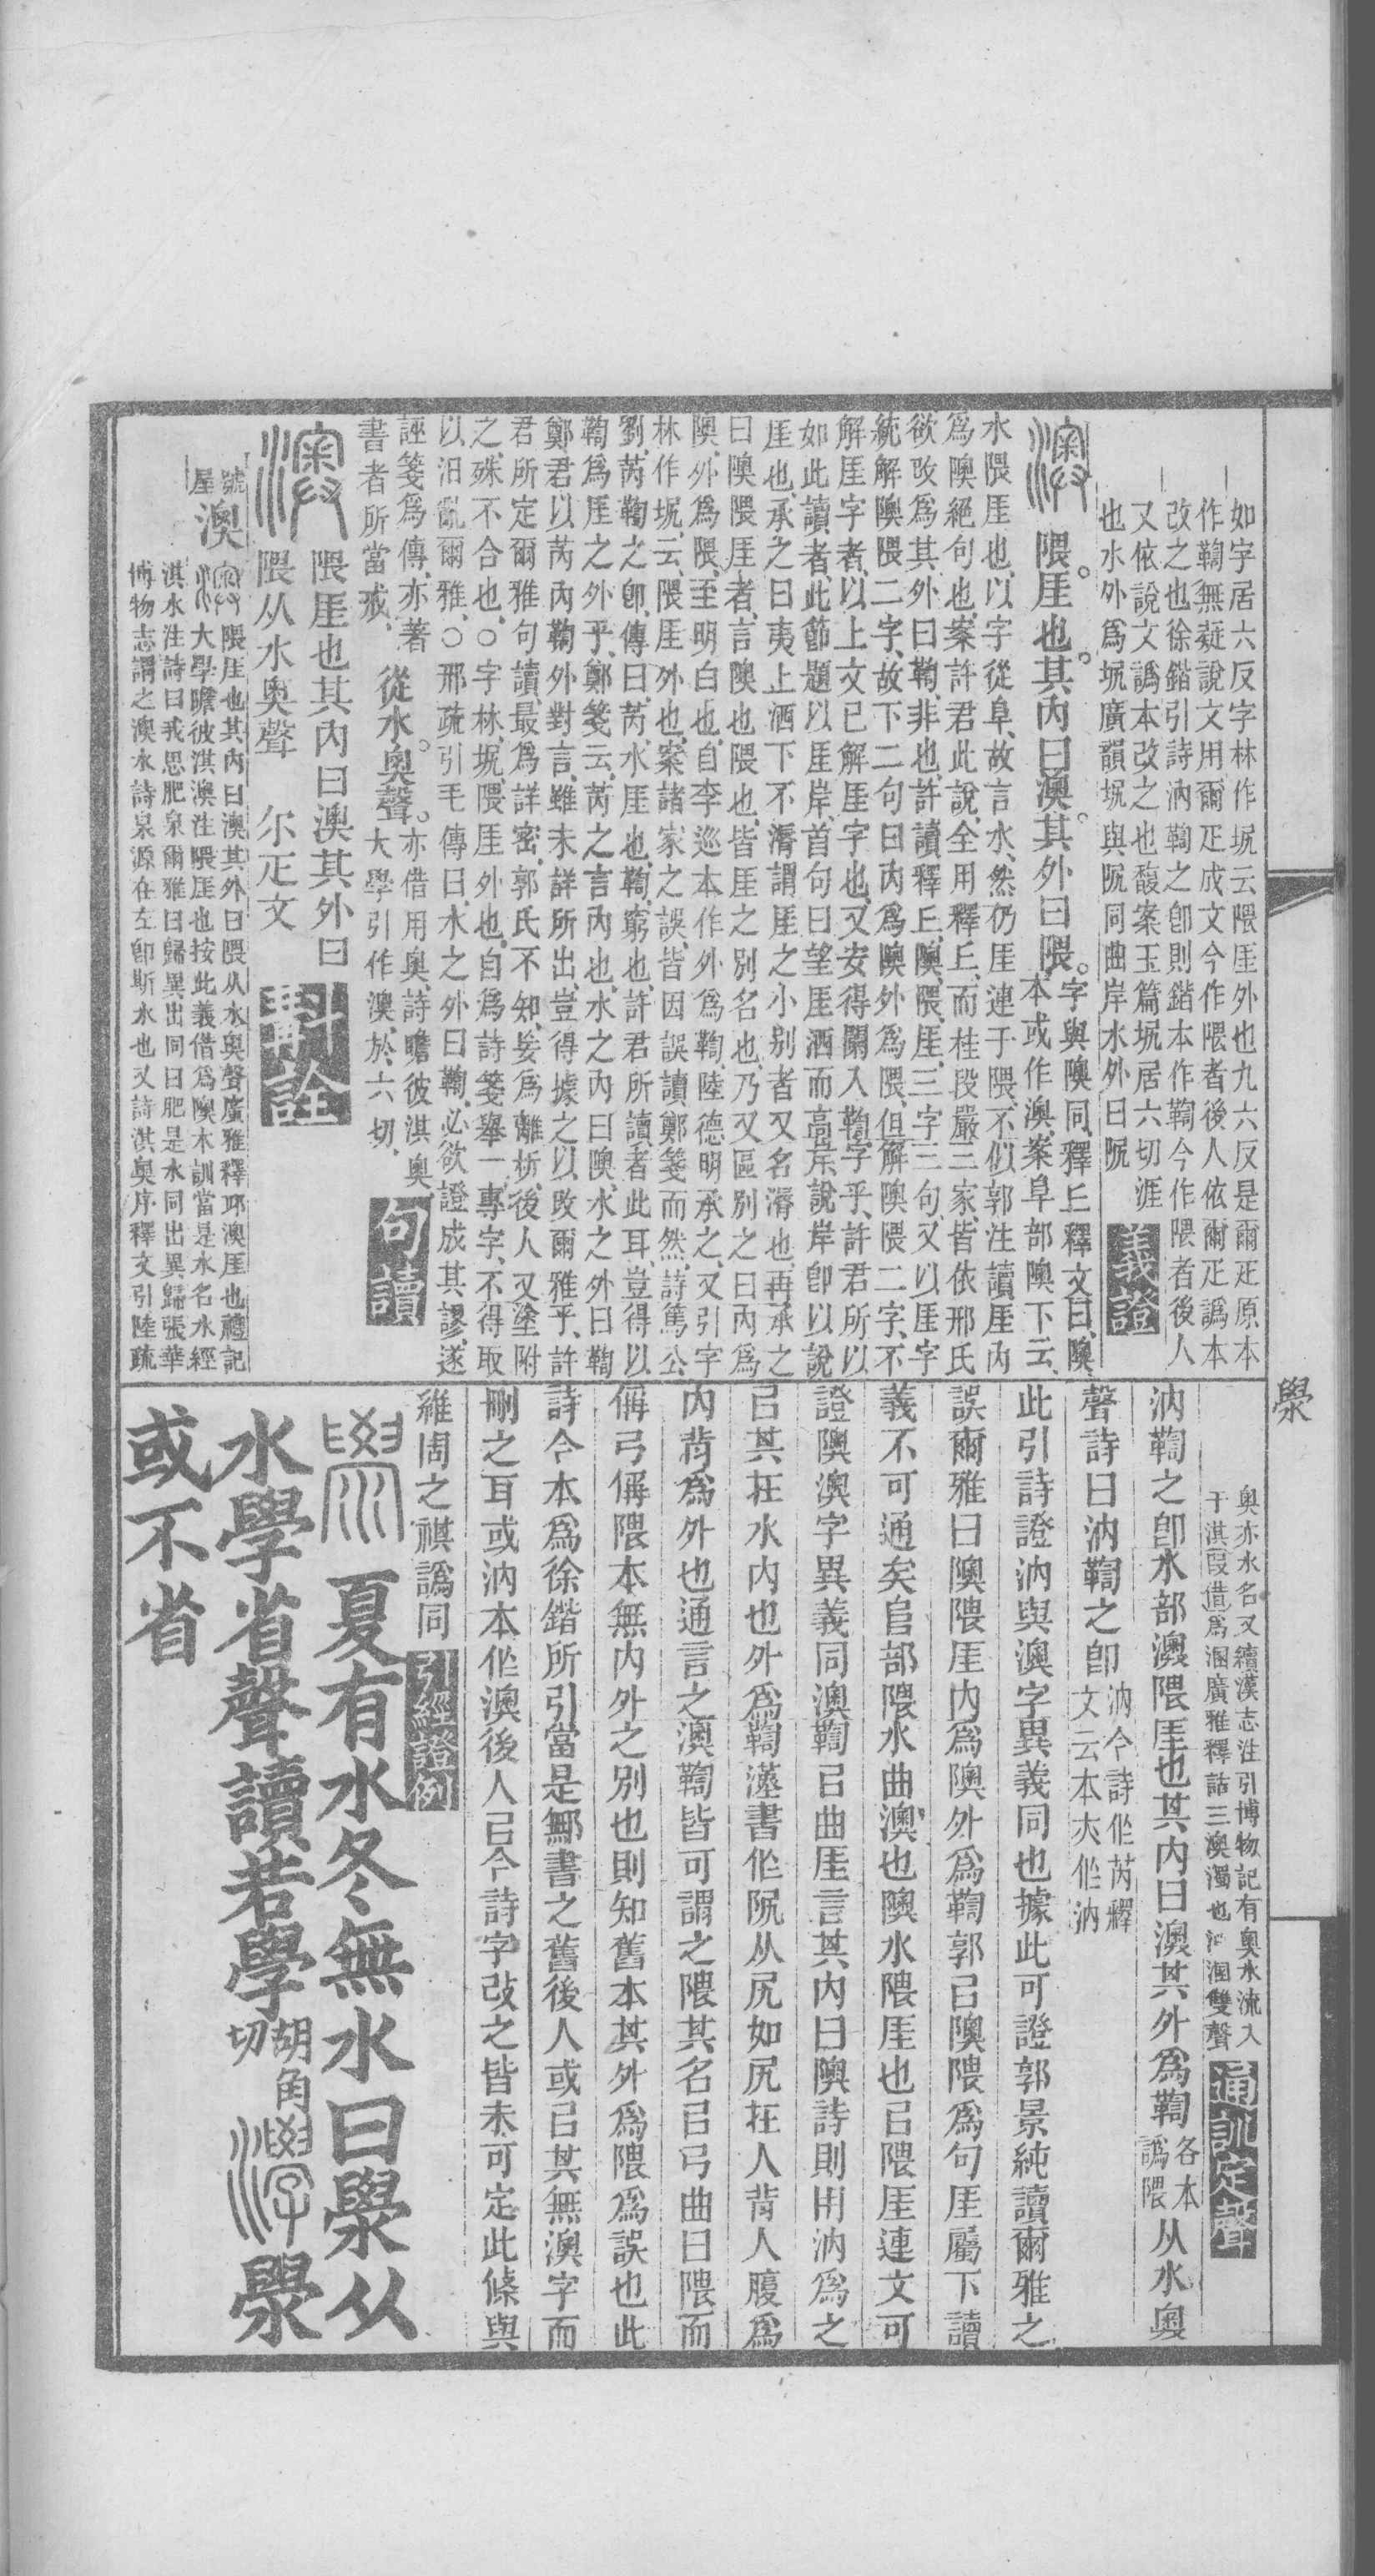 如字居六反字林作坭云隈厓外也九六反是爾疋原本
作鞫無疑說文用爾疋成文今作隈者後人依爾疋譌本
改之也徐鍇引詩汭鞫之卽則鍇本作鞫今作隈者後人
又依說文譌本改之也馥案玉篇坭居六切涯
也水外爲坭廣韻坭與阮同曲岸水外曰阮
義證
隈厓也其內曰澳其外曰隈
字與隩同釋丘釋文曰隩
本或作澳案阜部隩下云
水隈厓也以字從阜故言水然仍厓連于隈不似郭注讀厓內
爲隩絕句也案許君此說全用釋丘而桂段嚴三家皆依邢氏
欲改爲其外曰鞫非也許讀釋丘隩隈厓三字三句又以厓字
統解隩隈二字故下二句曰內爲隩外爲隈但解隩隈二字不
解厓字者以上文已解厓字也又安得闌入鞫字乎許君所以
如此讀者此節題以厓岸首句曰望厓洒而高岸說岸卽以說
厓也承之曰夷上洒下不漘謂厓之小別者又名漘也再承之
曰隩隈厓者言隩也隈也皆厓之別名也乃又區別之曰內爲
隩外爲隈至明白也自李巡本作外爲鞫陸德明承之又引字
林作坭云隈厓外也案諸家之誤皆因誤讀鄭箋而然詩篤公
劉芮鞫之卽傳曰芮水厓也鞫窮也許君所讀者此耳豈得以
鞫爲厓之外乎鄭箋云芮之言內也水之內曰隩水之外曰鞫
鄭君以芮內鞫外對言雖未詳所出豈得據之以改爾雅乎許
君所定爾雅句讀最爲詳密郭氏不知妄爲離析後人又塗附
之殊不合也○字林坭隈厓外也自爲詩箋舉一專字不得取
以汨亂爾雅○邢疏引毛傳曰水之外曰鞫必欲證成其謬遂
誣箋爲傳亦著
書者所當戒
從水奧聲
亦借用奧詩瞻彼淇奧
大學引作澳於六切
句讀
隈厓也其內曰澳其外曰
隈从水奧聲　尔疋文
斠詮
號
屋
澳
隈厓也其內曰澳其外曰隈从水奧聲廣雅釋邱澳厓也禮記
大學瞻彼淇澳注隈厓也按此義借爲隩本訓當是水名水經
淇水注詩曰我思肥泉爾雅曰歸異出同曰肥是水同出異歸張華
博物志謂之澳水詩泉源在左卽斯水也又詩淇奧序釋文引陸疏
奧亦水名又續漢志注引博物記有奧水流入
于淇叚借爲溷廣雅釋詁三澳濁也澳溷雙聲
通訓定聲
汭鞫之卽水部澳隈厓也其內曰澳其外爲鞫
各本
譌隈
从水奧
聲詩曰汭鞫之卽
汭今詩作芮釋
文云本亦作汭
此引詩證汭與澳字異義同也據此可證郭景純讀爾雅之
誤爾雅曰隩隈厓內爲隩外爲鞫郭㠯隩隈爲句厓屬下讀
義不可通矣𨸏部隈水曲澳也隩水隈厓也㠯隈厓連文可
證隩澳字異義同澳鞫㠯曲厓言其內曰隩詩則用汭爲之
㠯其在水內也外爲鞫漢書作阮从尻如尻在人背人腹爲
內背爲外也通言之澳鞫皆可謂之隈其名㠯弓曲曰隈而
偁弓偁隈本無內外之別也則知舊本其外爲隈爲誤也此
詩今本爲徐鍇所引當是鄦書之舊後人或㠯其無澳字而
刪之耳或汭本作澳後人㠯今詩字改之皆未可定此條與
維周之祺譌同
引經證例
夏有水冬無水曰澩从
水學省聲讀若學
胡角
切
澩
或不省
澩